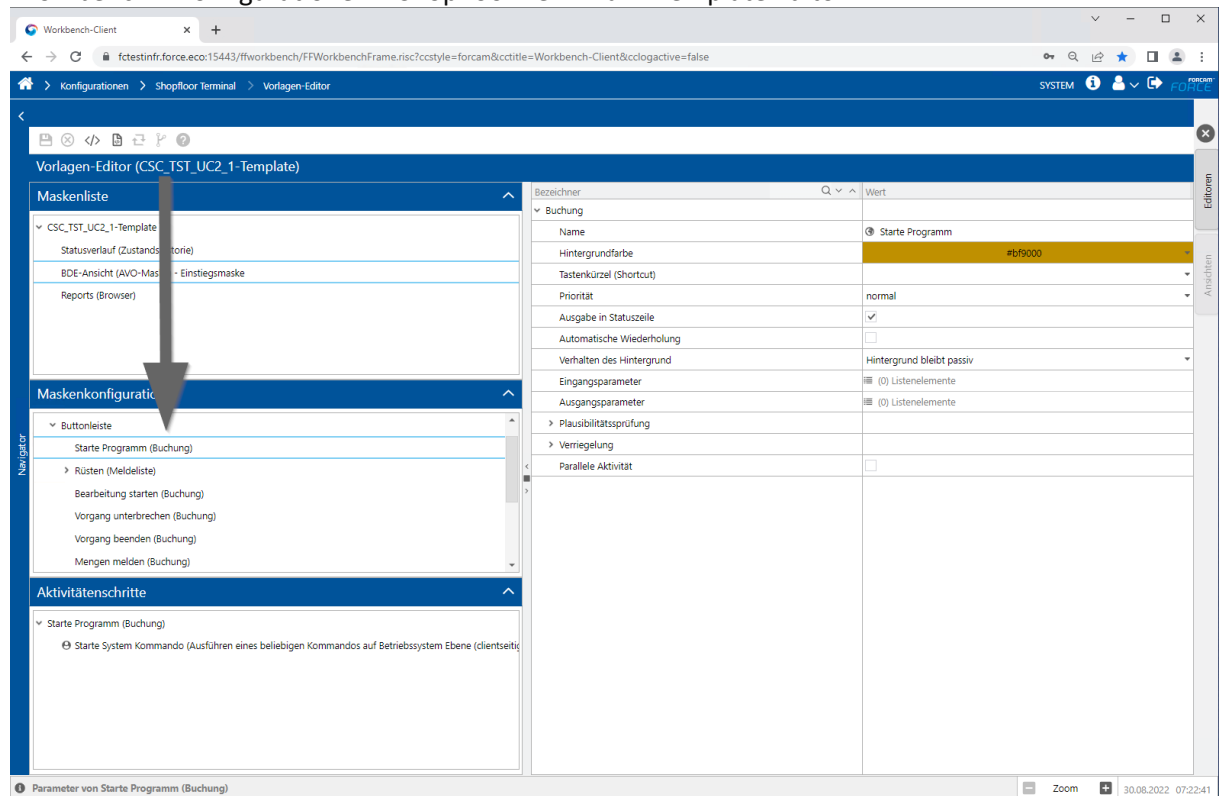 Workbench-Client
fctestinfr.force.eco:15443/ffworkbench/FFWorkbenchFrame.risc?ccstyle=forcam&cctitle=Workbench-Client&cclogactive=false
Konfigurationen > Shopfloor Terminal > Vorlagen-Editor
SYSTEM
FORCAM FORCE
Vorlagen-Editor (CSC_TST_UC2_1-Template)
Maskenliste
CSC_TST_UC2_1-Template
Statusverlauf (Zustands
torie)
BDE-Ansicht (AVO-Mas
- Einstiegsmaske
Reports (Browser)
Maskenkonfiguratio
Buttonleiste
Starte Programm (Buchung)
Rüsten (Meldeliste)
Bearbeitung starten (Buchung)
Vorgang unterbrechen (Buchung)
Vorgang beenden (Buchung)
Mengen melden (Buchung)
Aktivitätenschritte
Starte Programm (Buchung)
Starte System Kommando (Ausführen eines beliebigen Kommandos auf Betriebssystem Ebene (clientseitig
Bezeichner Wert
Buchung
Name Starte Programm
Hintergrundfarbe #bf9000
Tastenkürzel (Shortcut)
Priorität normal
Ausgabe in Statuszeile
Automatische Wiederholung
Verhalten des Hintergrund Hintergrund bleibt passiv
Eingangsparameter (0) Listenelemente
Ausgangsparameter (0) Listenelemente
Plausibilitätssprüfung
Verriegelung
Parallele Aktivität
Navigator
Editoren
Ansichten
Parameter von Starte Programm (Buchung)
Zoom
30.08.2022 07:22:41